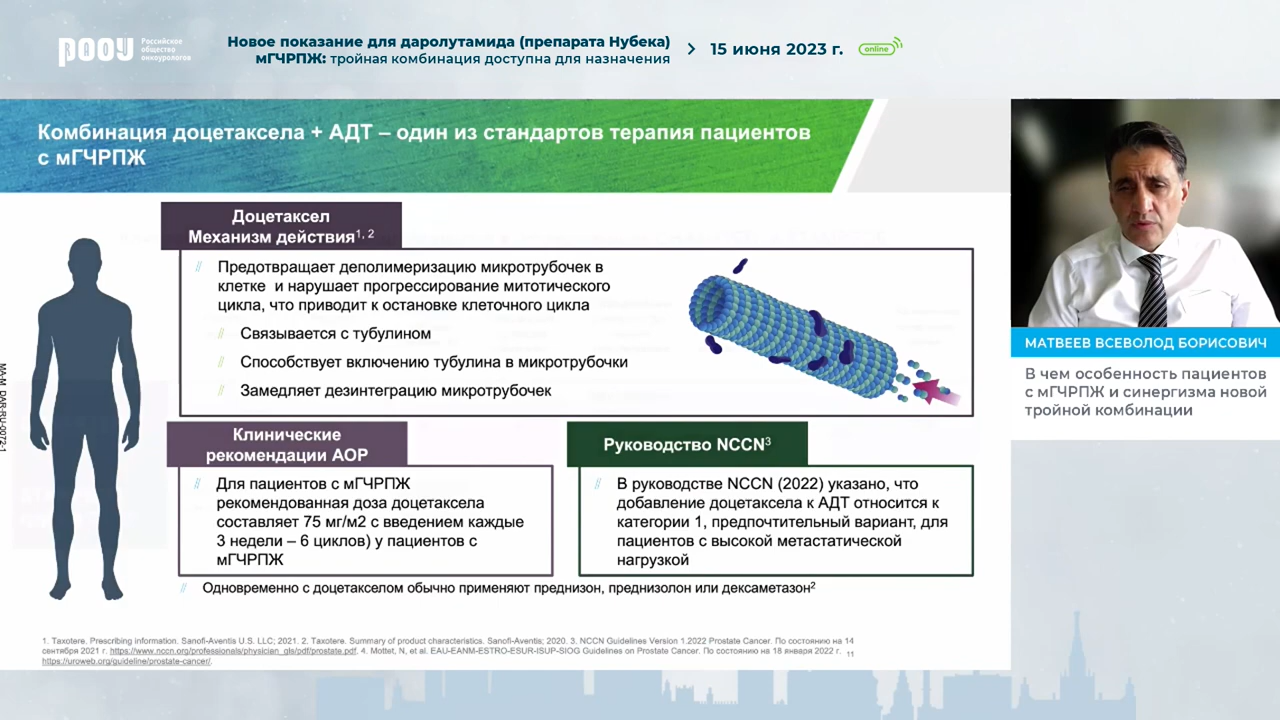 РООУ
Российское
общество
онкоурологов
Новое показание для даролутамида (препарата Нубека)
мГЧРПЖ: тройная комбинация доступна для назначения
15 июня 2023 г.
online
Комбинация доцетаксела + АДТ – один из стандартов терапия пациентов
с мГЧРПЖ
Доцетаксел
Механизм действия1, 2
// Предотвращает деполимеризацию микротрубочек в
клетке и нарушает прогрессирование митотического
цикла, что приводит к остановке клеточного цикла
// Связывается с тубулином
// Способствует включению тубулина в микротрубочки
// Замедляет дезинтеграцию микротрубочек
Клинические
рекомендации АОР
// Для пациентов с мГЧРПЖ
рекомендованная доза доцетаксела
составляет 75 мг/м2 с введением каждые
3 недели – 6 циклов) у пациентов с
мГЧРПЖ
Руководство NCCN3
// В руководстве NCCN (2022) указано, что
добавление доцетаксела к АДТ относится к
категории 1, предпочтительный вариант, для
пациентов с высокой метастатической
нагрузкой
// Одновременно с доцетакселом обычно применяют преднизон, преднизолон или дексаметазон2
1. Taxotere. Prescribing information. Sanofi-Aventis U.S. LLC; 2021. 2. Taxotere. Summary of product characteristics. Sanofi-Aventis; 2020. 3. NCCN Guidelines Version 1.2022 Prostate Cancer. По состоянию на 14
сентября 2021 г. https://www.nccn.org/professionals/physician_gls/pdf/prostate.pdf. 4. Mottet, N, et al. EAU-EANM-ESTRO-ESUR-ISUP-SIOG Guidelines on Prostate Cancer. По состоянию на 18 января 2022 г.
https://uroweb.org/guideline/prostate-cancer/.
11
МАТВЕЕВ ВСЕВОЛОД БОРИСОВИЧ
В чем особенность пациентов
с мГЧРПЖ и синергизма новой
тройной комбинации